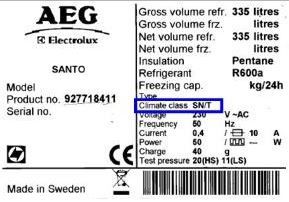 AEG
Electrolux
SANTO
Model
Product no. 927718411
Serial no.
Made in Sweden
Gross volume refr. 335 litres
Gross volume frz. litres
Net volume refr. 335 litres
Net volume frz. litres
Insulation Pentane
Refrigerant R600a
Freezing cap. kg/24h
Type
Climate class SN/T
Voltage 230 V ~AC
Frequency 50 Hz
Current 0,4 / 10 A
Power 50 / -- W
Charge 40 g
Test pressure 20(HS) 11(LS)